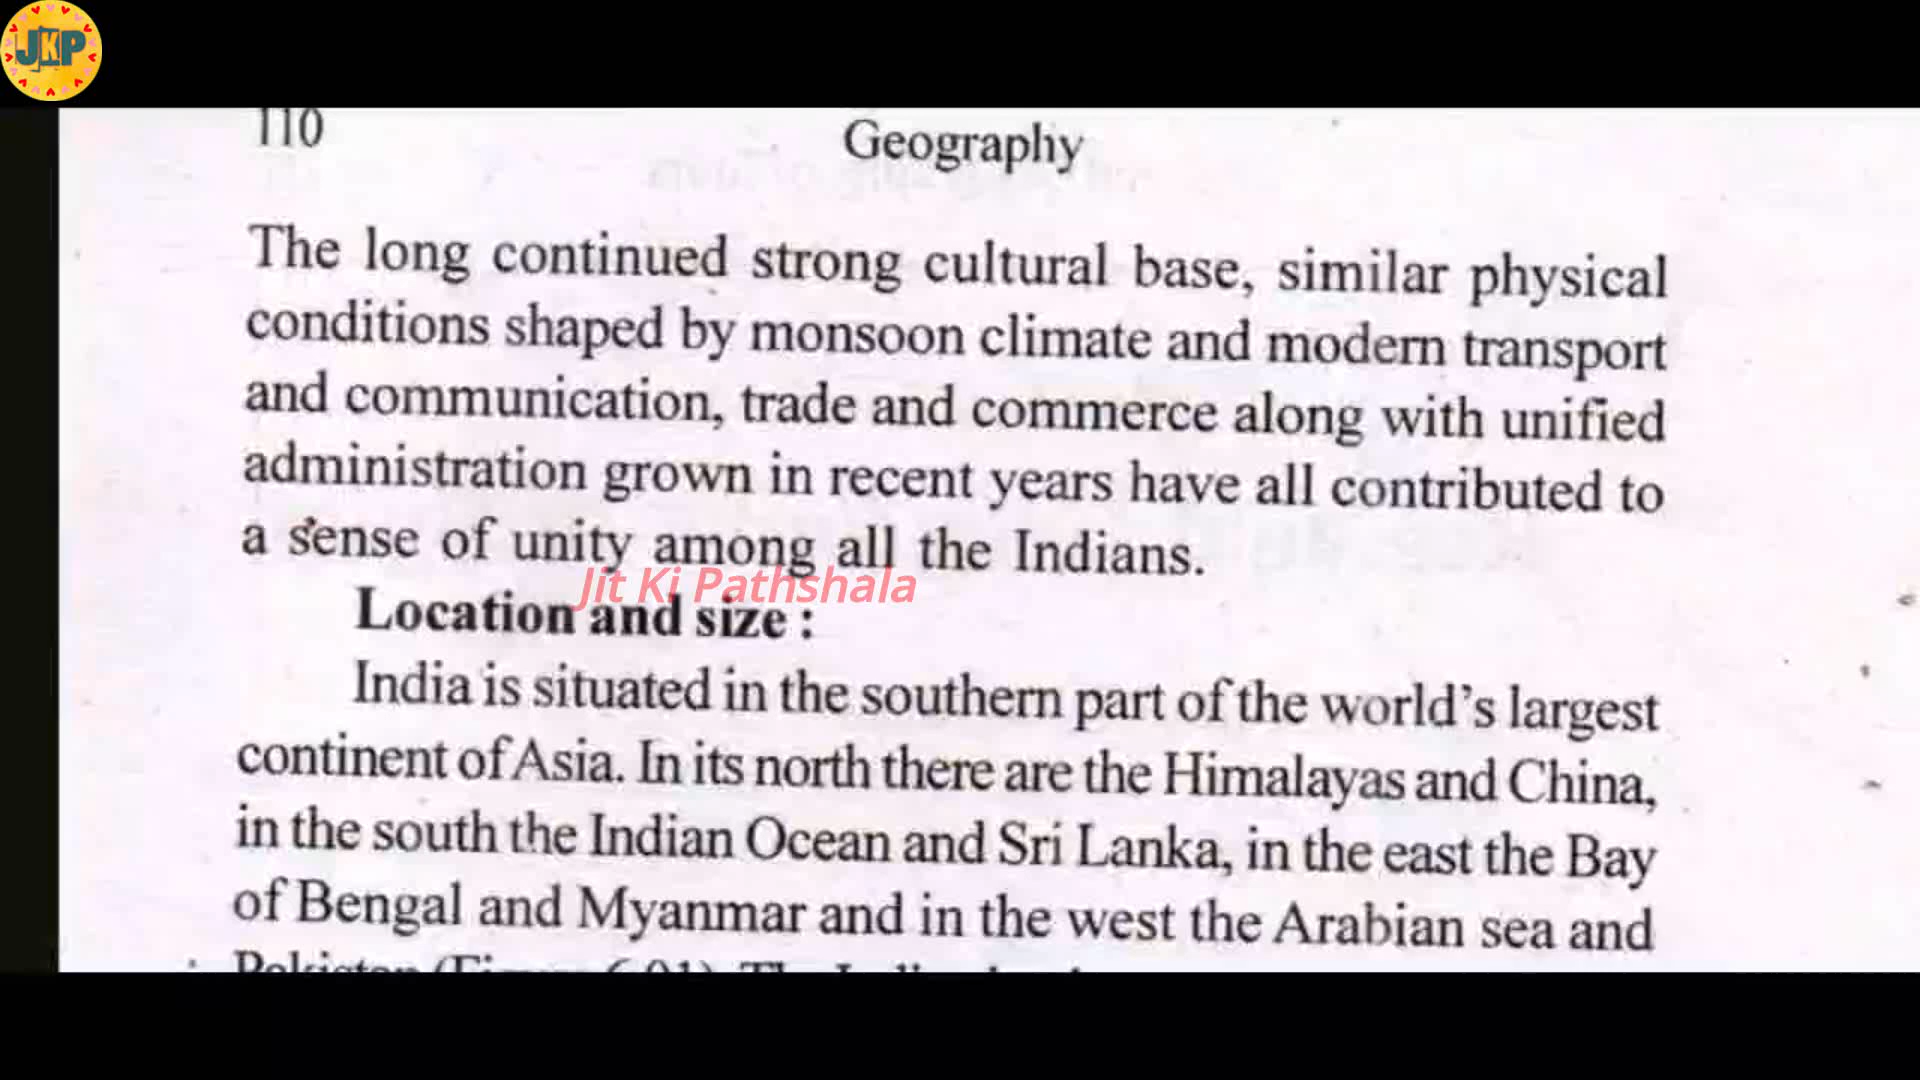 JKP
110
Geography
The long continued strong cultural base, similar physical
conditions shaped by monsoon climate and modern transport
and communication, trade and commerce along with unified
administration grown in recent years have all contributed to
a sense of unity among all the Indians.
Jit Ki Pathshala
Location and size :
India is situated in the southern part of the world's largest
continent of Asia. In its north there are the Himalayas and China,
in the south the Indian Ocean and Sri Lanka, in the east the Bay
of Bengal and Myanmar and in the west the Arabian sea and